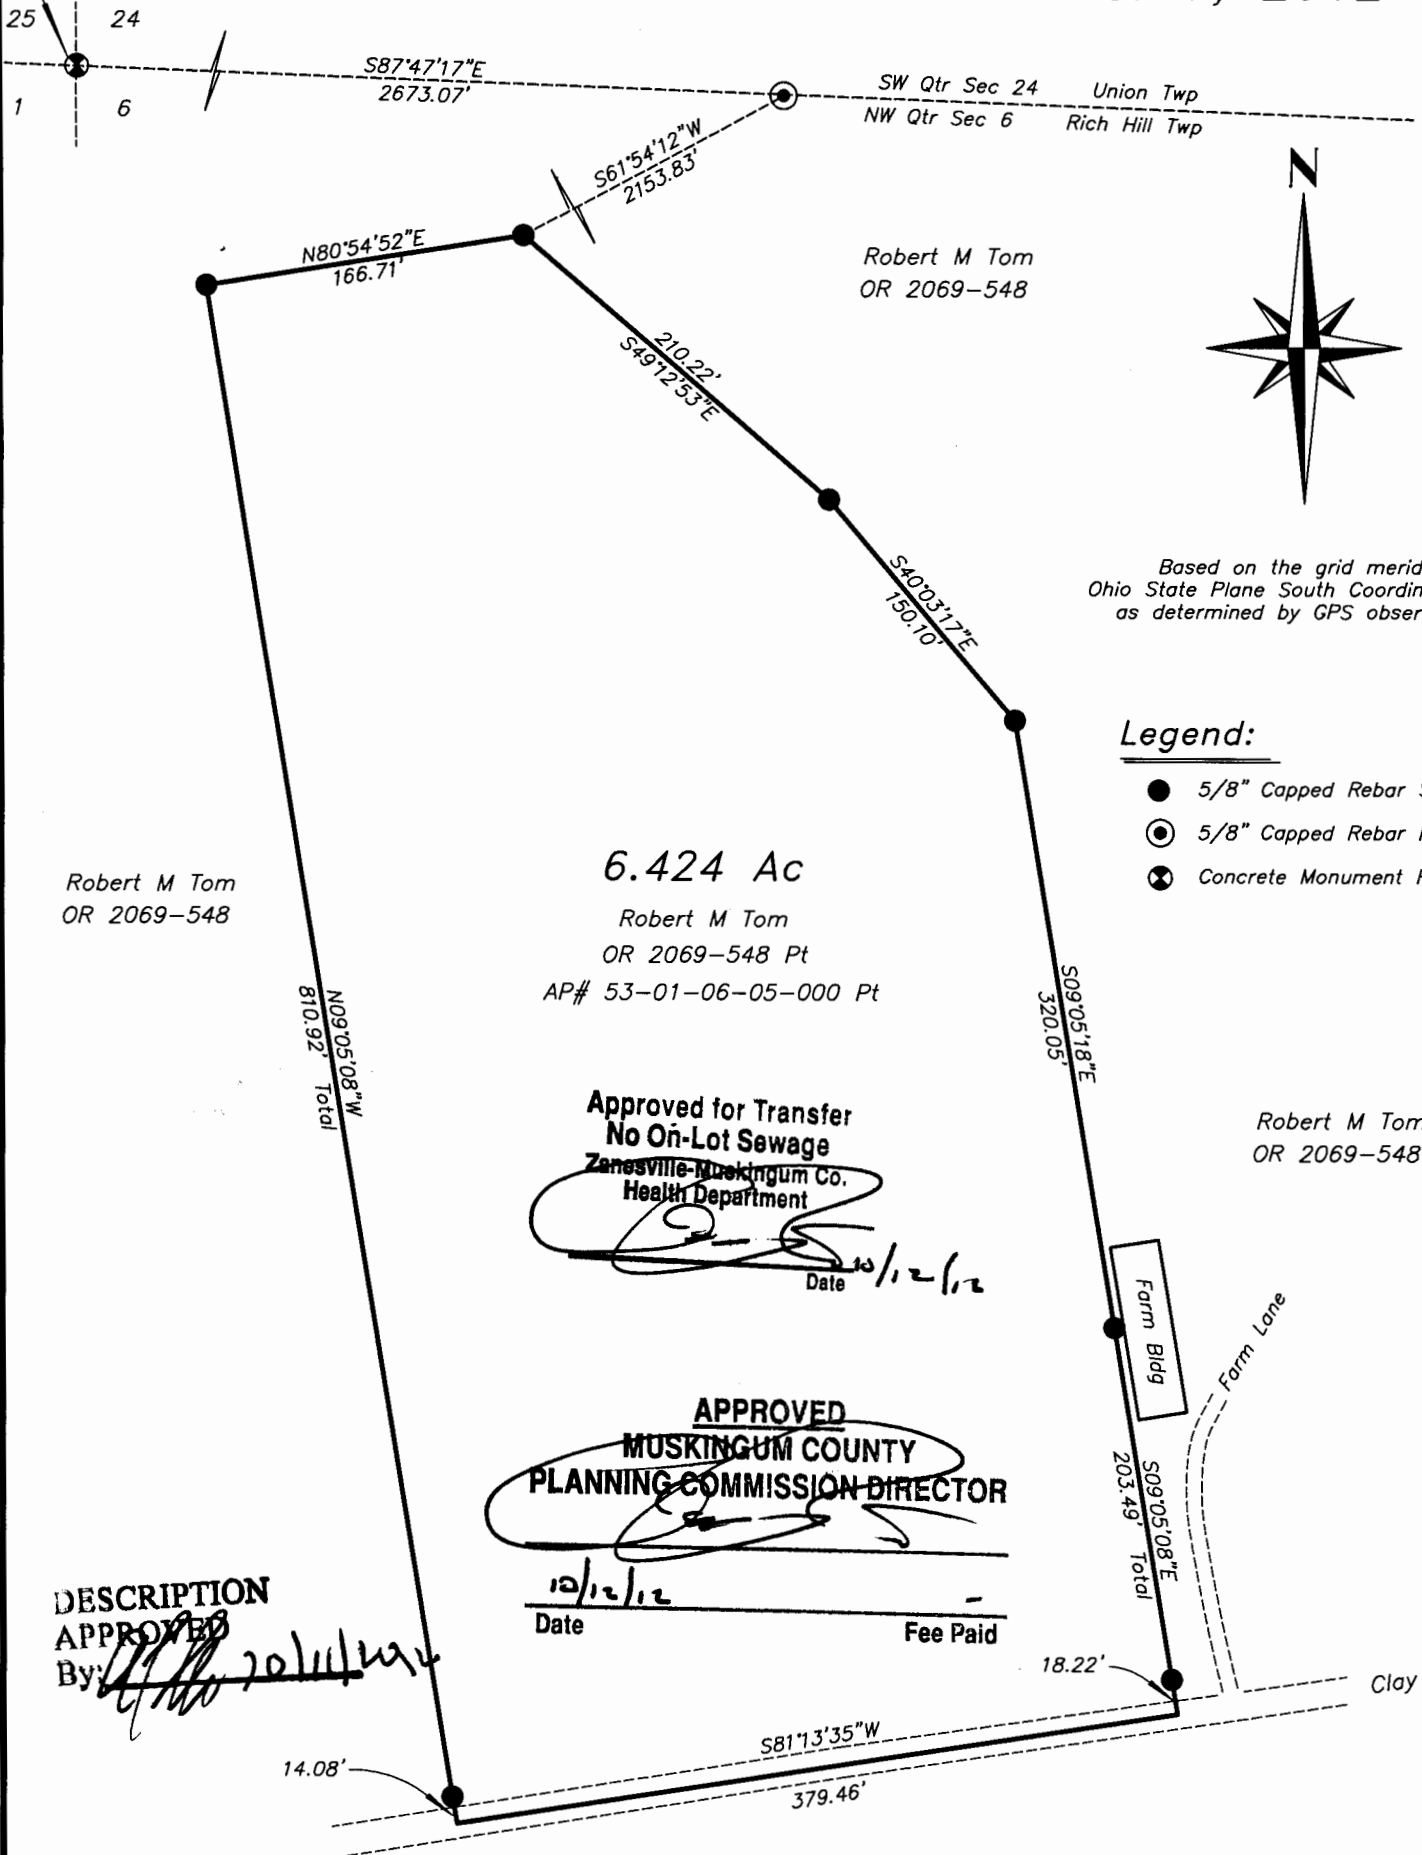 2012
25 24
1 6
S87°47'17"E
2673.07'
SW Qtr Sec 24 Union Twp
NW Qtr Sec 6 Rich Hill Twp
S61°54'12"W
2153.83'
N
N80°54'52"E
166.71'
Robert M Tom
OR 2069-548
210.22'
S49°12'53"E
Based on the grid merid
Ohio State Plane South Coordin
as determined by GPS obser
S40°03'17"E
150.10'
Legend:
5/8" Capped Rebar
5/8" Capped Rebar
Concrete Monument
Robert M Tom
OR 2069-548
6.424 Ac
Robert M Tom
OR 2069-548 Pt
AP# 53-01-06-05-000 Pt
N09°05'08"W
810.92' Total
S09°05'18"E
320.05'
Approved for Transfer
No On-Lot Sewage
Zanesville-Muskingum Co.
Health Department
Date 10/12/12
Robert M Tom
OR 2069-548
Farm Bldg
Farm Lane
APPROVED
MUSKINGUM COUNTY
PLANNING COMMISSION DIRECTOR
10/12/12 -
Date Fee Paid
S09°05'08"E
203.49' Total
DESCRIPTION
APPROVED
By: 10/11/2012
18.22'
Clay
S81°13'35"W
379.46'
14.08'